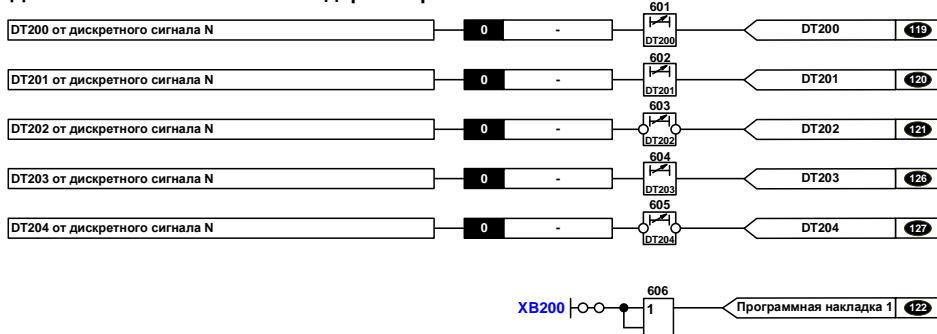 601
DT200 от дискретного сигнала N 0 - DT200 DT200 119
602
DT201 от дискретного сигнала N 0 - DT201 DT201 120
603
DT202 от дискретного сигнала N 0 - DT202 DT202 121
604
DT203 от дискретного сигнала N 0 - DT203 DT203 126
605
DT204 от дискретного сигнала N 0 - DT204 DT204 127
606
XB200 1 Программная накладка 1 122